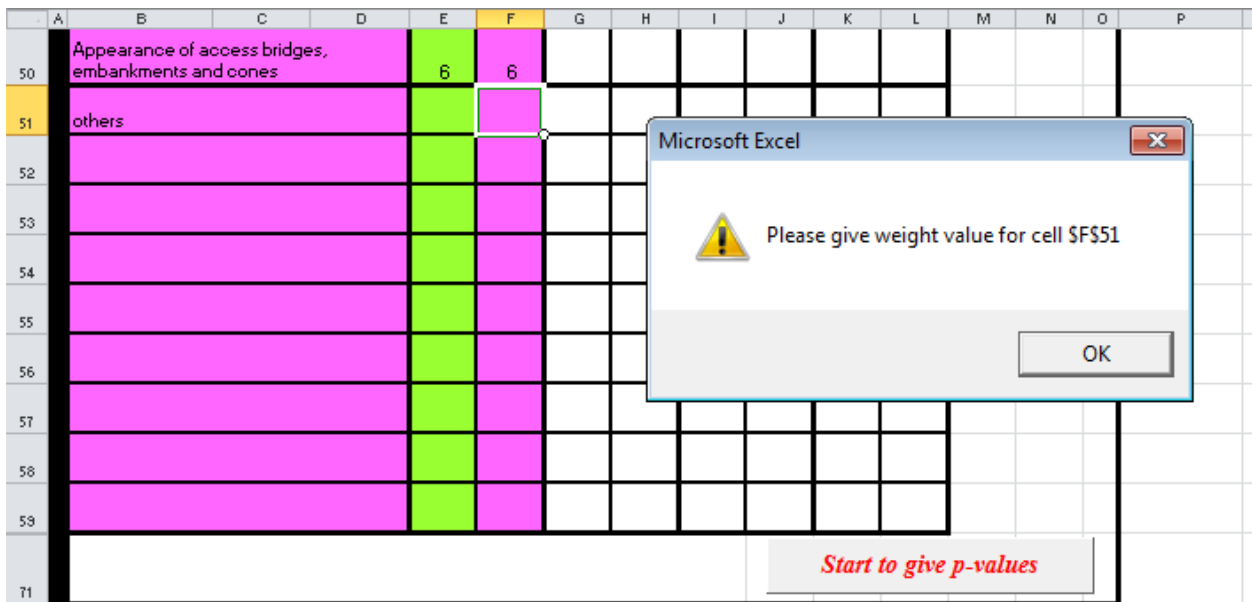 A B C D E F G H I J K L M N O P
50 Appearance of access bridges,
embankments and cones 6 6
51 others
Microsoft Excel
52
53
Please give weight value for cell $F$51
54
55
OK
56
57
58
59
71 Start to give p-values